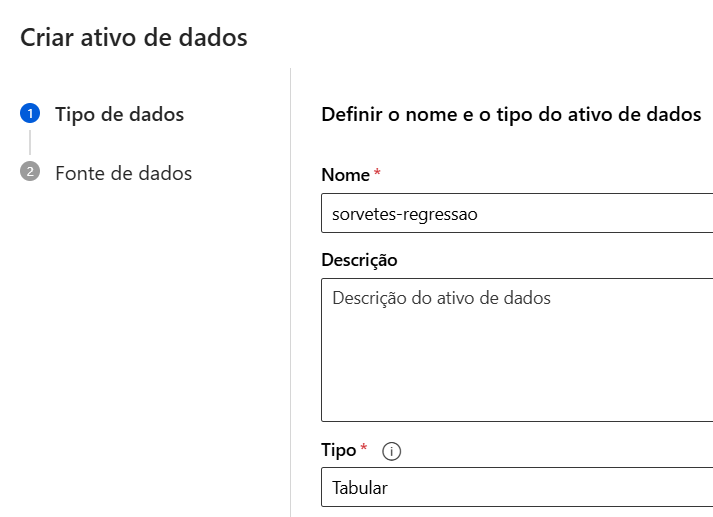 Criar ativo de dados
1 Tipo de dados
2 Fonte de dados
Definir o nome e o tipo do ativo de dados
Nome *
sorvetes-regressao
Descrição
Descrição do ativo de dados
Tipo * i
Tabular